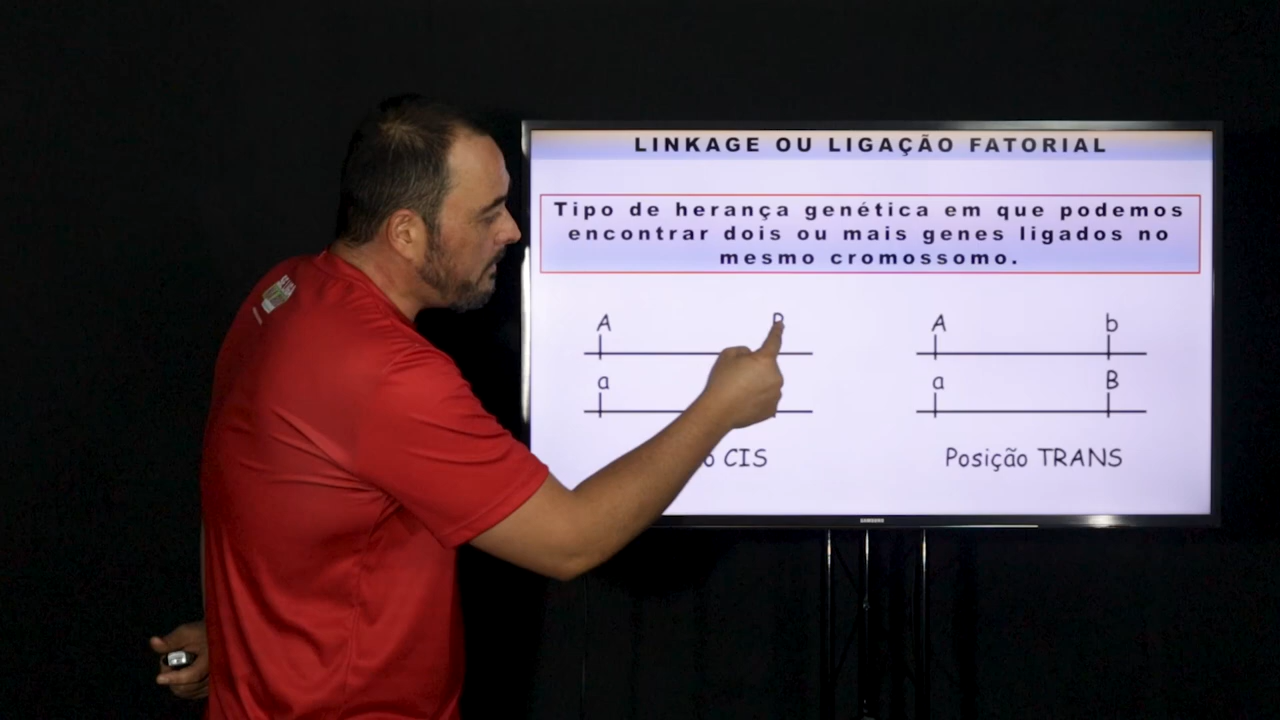 LINKAGE OU LIGAÇÃO FATORIAL
Tipo de herança genética em que podemos
encontrar dois ou mais genes ligados no
mesmo cromossomo.
A
A b
a
a B
CIS
Posição TRANS
SAMSUNG